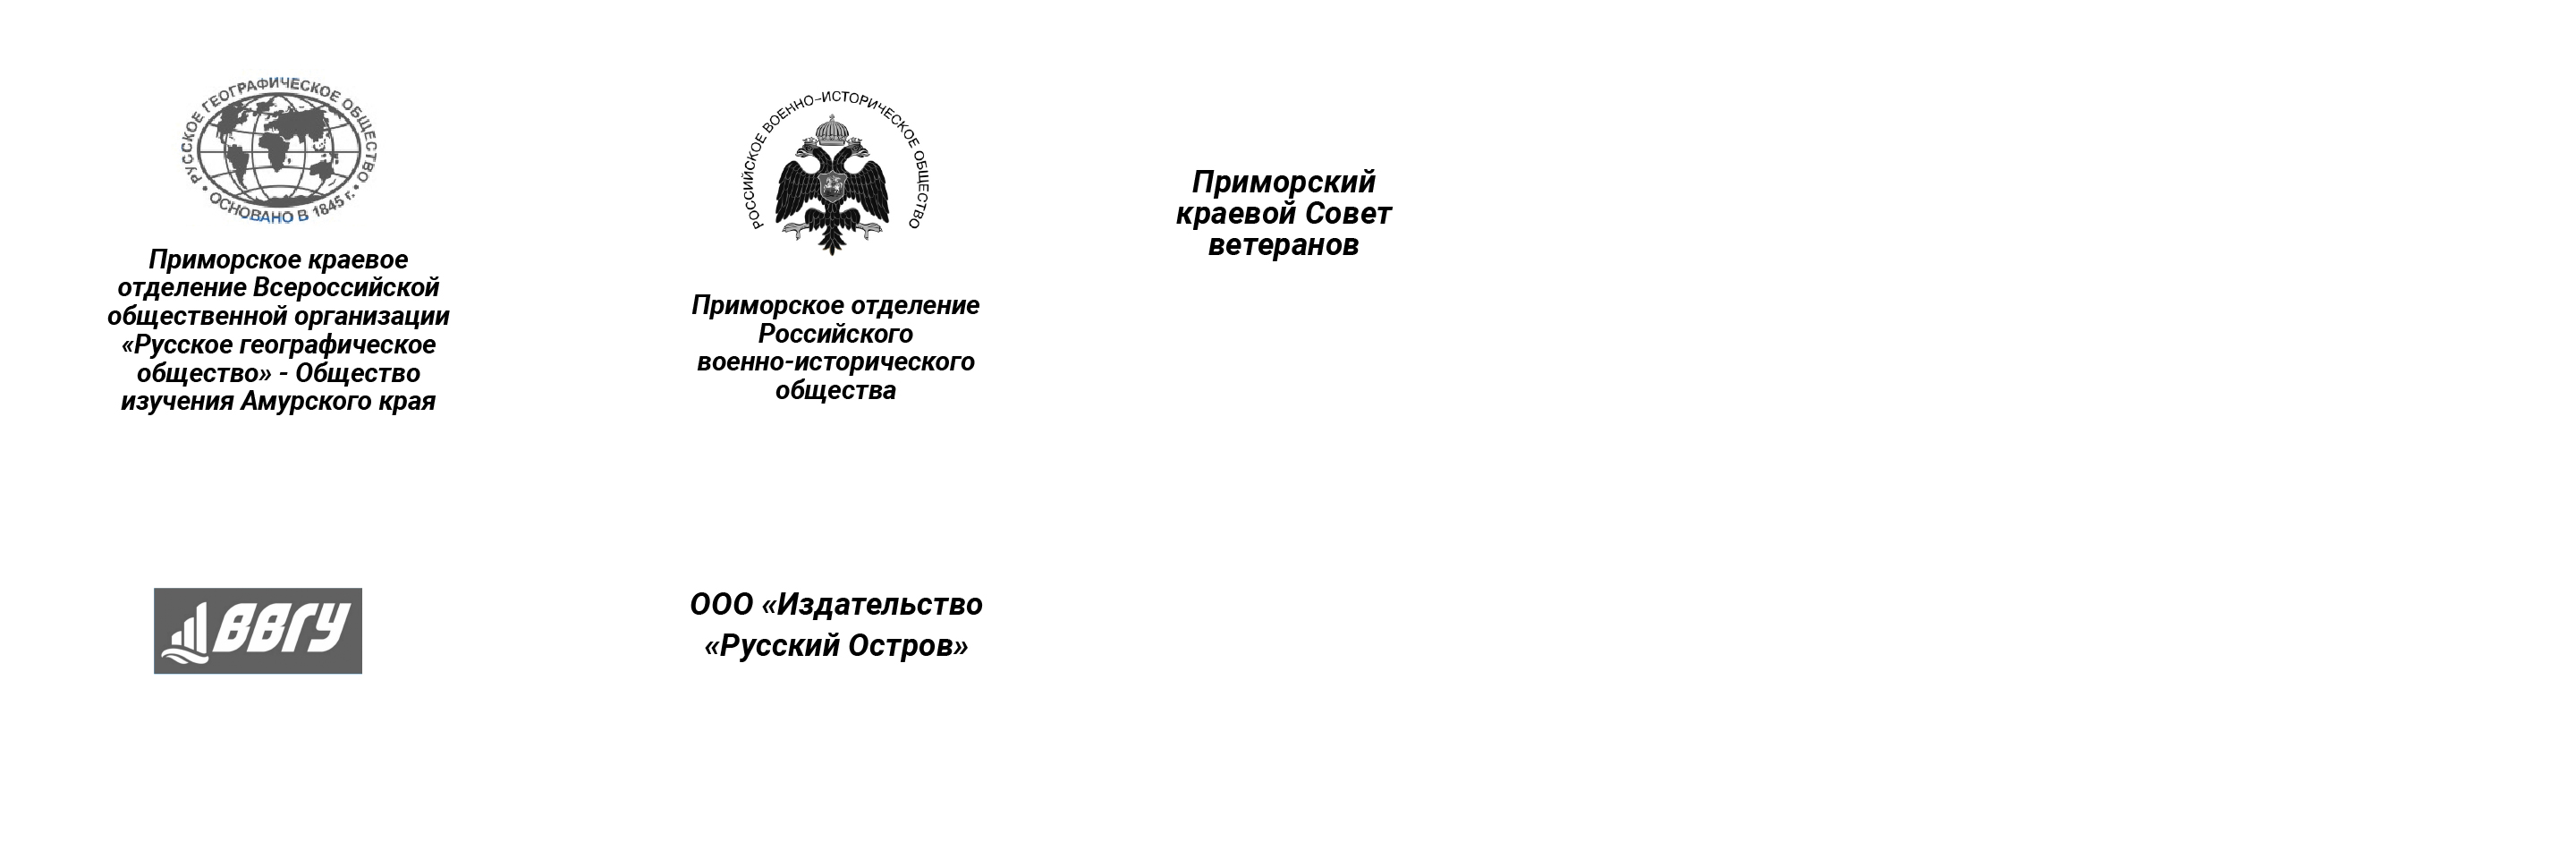 РУССКОЕ ГЕОГРАФИЧЕСКОЕ ОБЩЕСТВО
• ОСНОВАНО В 1845 г. •
Приморское краевое
отделение Всероссийской
общественной организации
«Русское географическое
общество» - Общество
изучения Амурского края
РОССИЙСКОЕ ВОЕННО-ИСТОРИЧЕСКОЕ ОБЩЕСТВО
Приморское отделение
Российского
военно-исторического
общества
Приморский
краевой Совет
ветеранов
ВВГУ
ООО «Издательство
«Русский Остров»